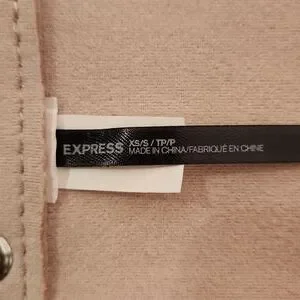 EXPRESS XS/S / TP/P
MADE IN CHINA/FABRIQUÉ EN CHINE